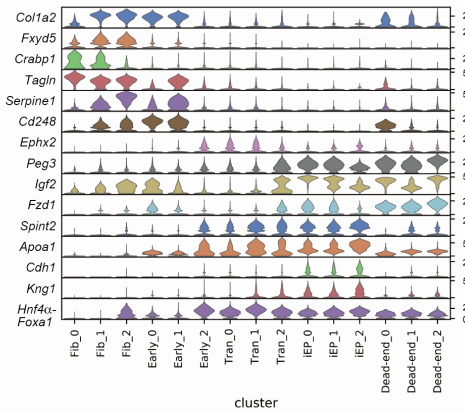 Col1a2
Fxyd5
Crabp1
Tagln
Serpine1
Cd248
Ephx2
Peg3
Igf2
Fzd1
Spint2
Apoa1
Cdh1
Kng1
Hnf4α-
Foxa1
Fib_0
Fib_1
Fib_2
Early_0
Early_1
Early_2
Tran_0
Tran_1
Tran_2
iEP_0
iEP_1
iEP_2
Dead-end_0
Dead-end_1
Dead-end_2
cluster